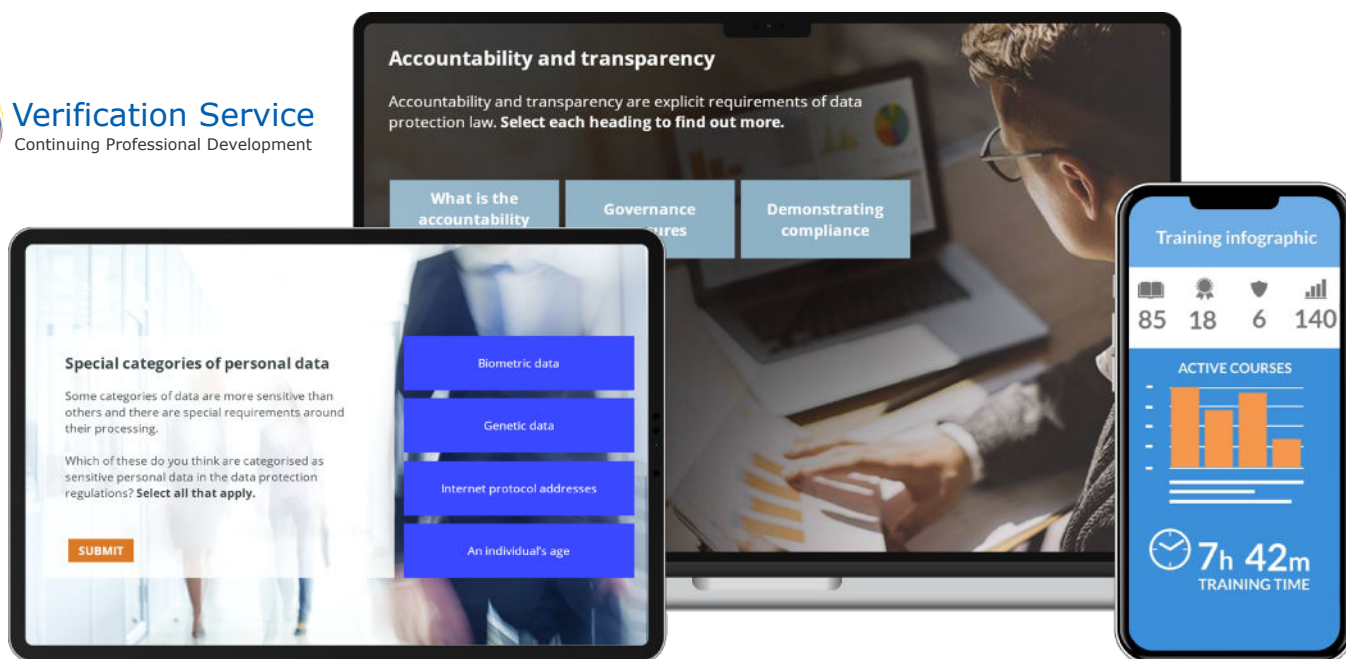 Verification Service
Continuing Professional Development
Accountability and transparency
Accountability and transparency are explicit requirements of data
protection law. Select each heading to find out more.
What is the
accountability
Governance
Demonstrating
compliance
Special categories of personal data
Some categories of data are more sensitive than
others and there are special requirements around
their processing.
Which of these do you think are categorised as
sensitive personal data in the data protection
regulations? Select all that apply.
SUBMIT
Biometric data
Genetic data
Internet protocol addresses
An individual's age
Training infographic
85 18 6 140
ACTIVE COURSES
7h 42m
TRAINING TIME